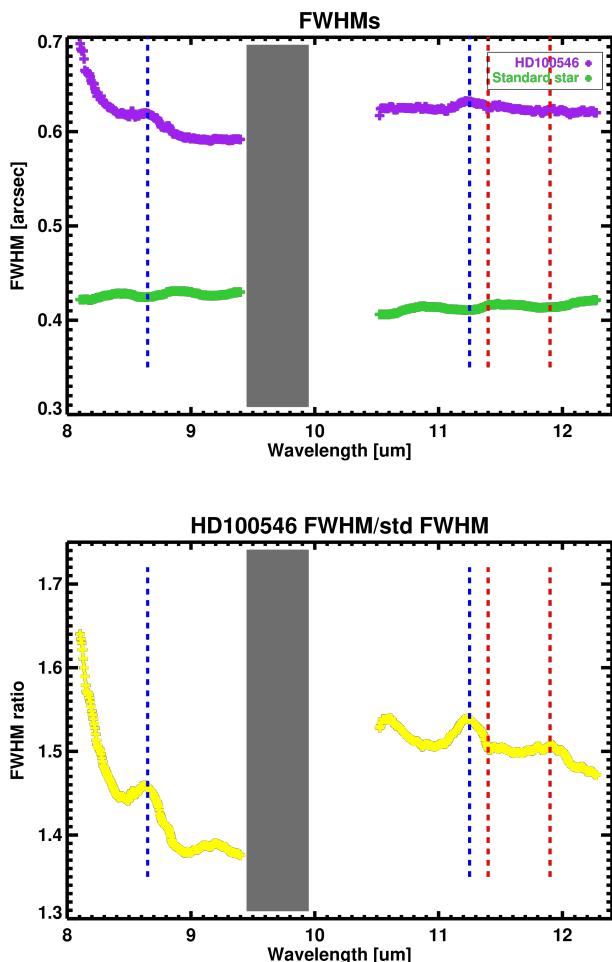 FWHMs
0.7
0.6
0.5
0.4
0.3
FWHM [arcsec]
HD100546
Standard star
8 9 10 11 12
Wavelength [um]
HD100546 FWHM/std FWHM
1.7
1.6
1.5
1.4
1.3
FWHM ratio
8 9 10 11 12
Wavelength [um]